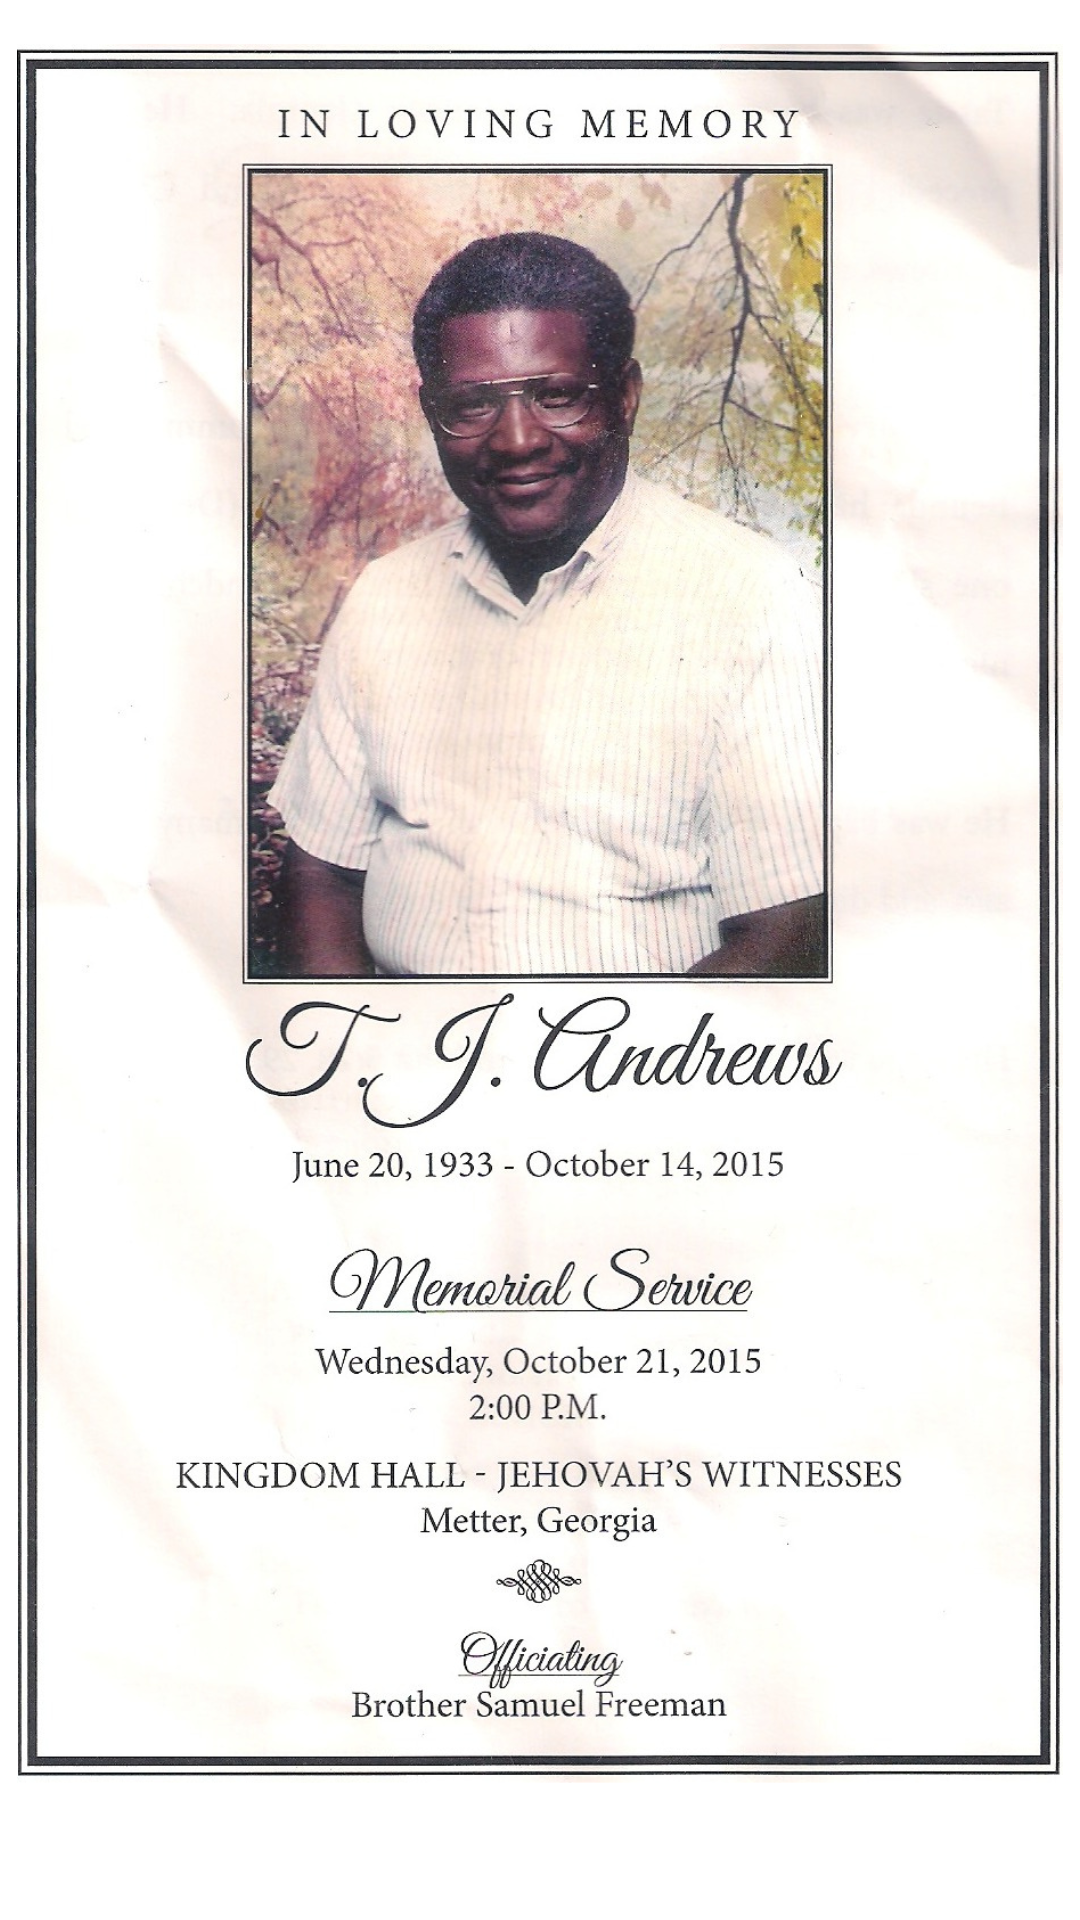 IN LOVING MEMORY
T. J. Andrews
June 20, 1933 - October 14, 2015
Memorial Service
Wednesday, October 21, 2015
2:00 P.M.
KINGDOM HALL - JEHOVAH'S WITNESSES
Metter, Georgia
Officiating
Brother Samuel Freeman